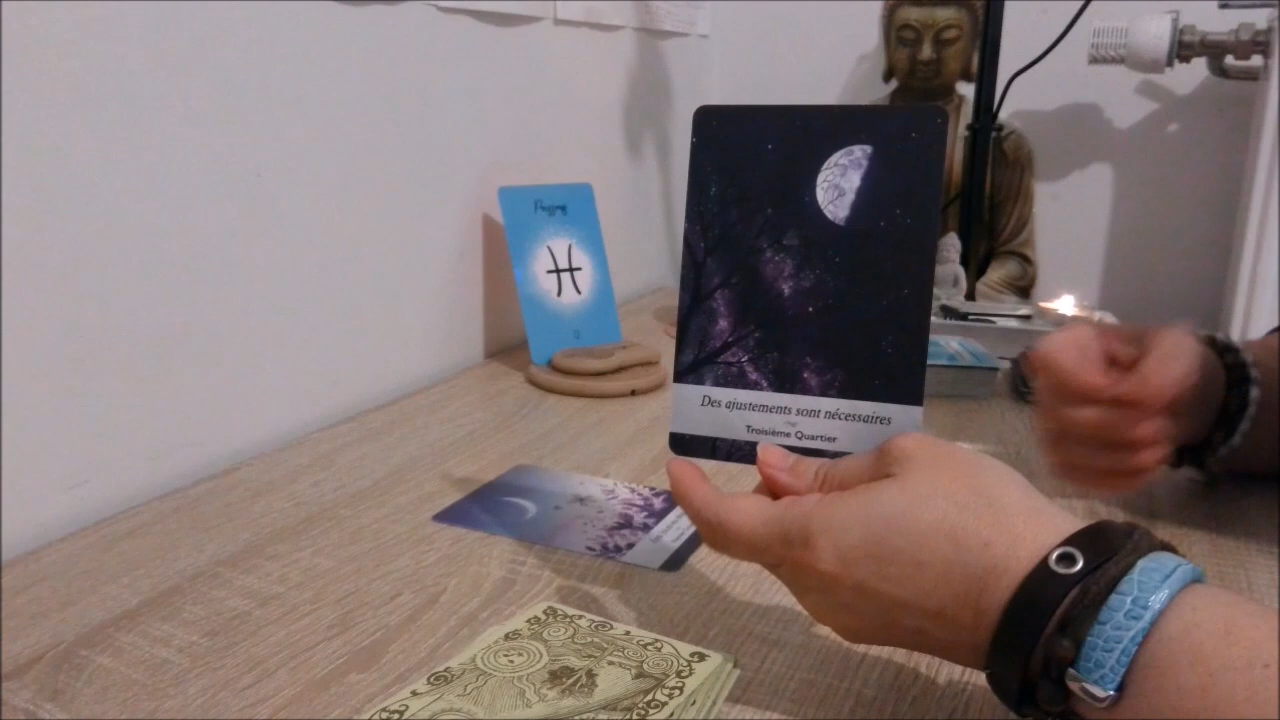 Poissons
Des ajustements sont nécessaires
Troisième Quartier